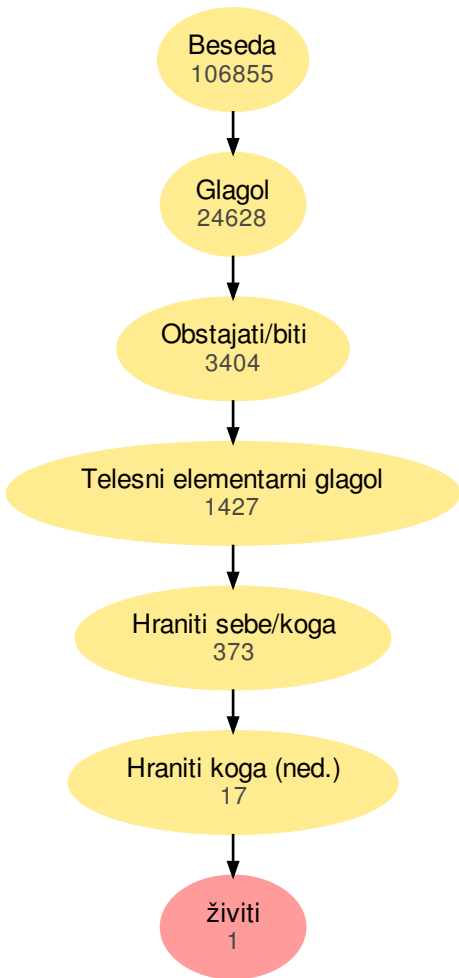 Beseda
106855
Glagol
24628
Obstajati/biti
3404
Telesni elementarni glagol
1427
Hraniti sebe/koga
373
Hraniti koga (ned.)
17
živiti
1